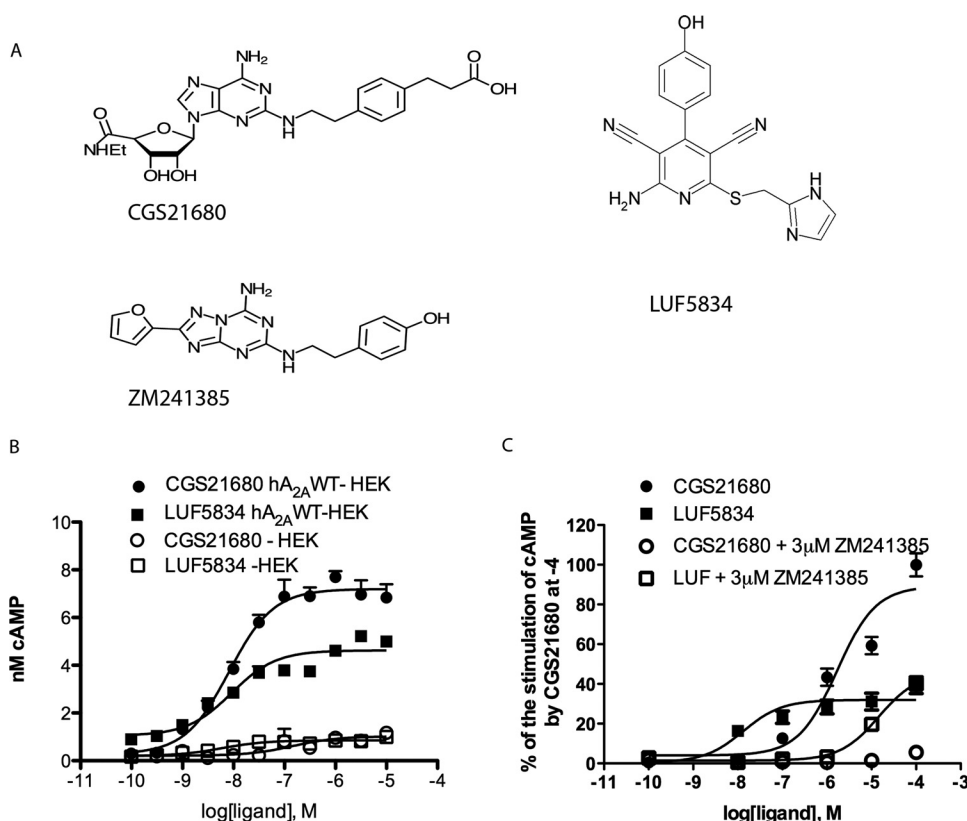 A
NH₂
N
N
N
N
N
H
O
OH
O
O
NHEt
OH
OH
CGS21680
OH
N
N
H₂N
N
S
H
N
N
LUF5834
NH₂
O
N
N
N
N
N
N
H
OH
ZM241385
B
CGS21680 hA2AWT- HEK
LUF5834 hA2AWT-HEK
CGS21680 - HEK
LUF5834 -HEK
10
8
6
4
2
0
nM cAMP
-11 -10 -9 -8 -7 -6 -5 -4
log[ligand], M
C
CGS21680
LUF5834
CGS21680 + 3μM ZM241385
LUF + 3μM ZM241385
120
100
80
60
40
20
0
% of the stimulation of cAMP
by CGS21680 at -4
-11 -10 -9 -8 -7 -6 -5 -4 -3
log[ligand], M